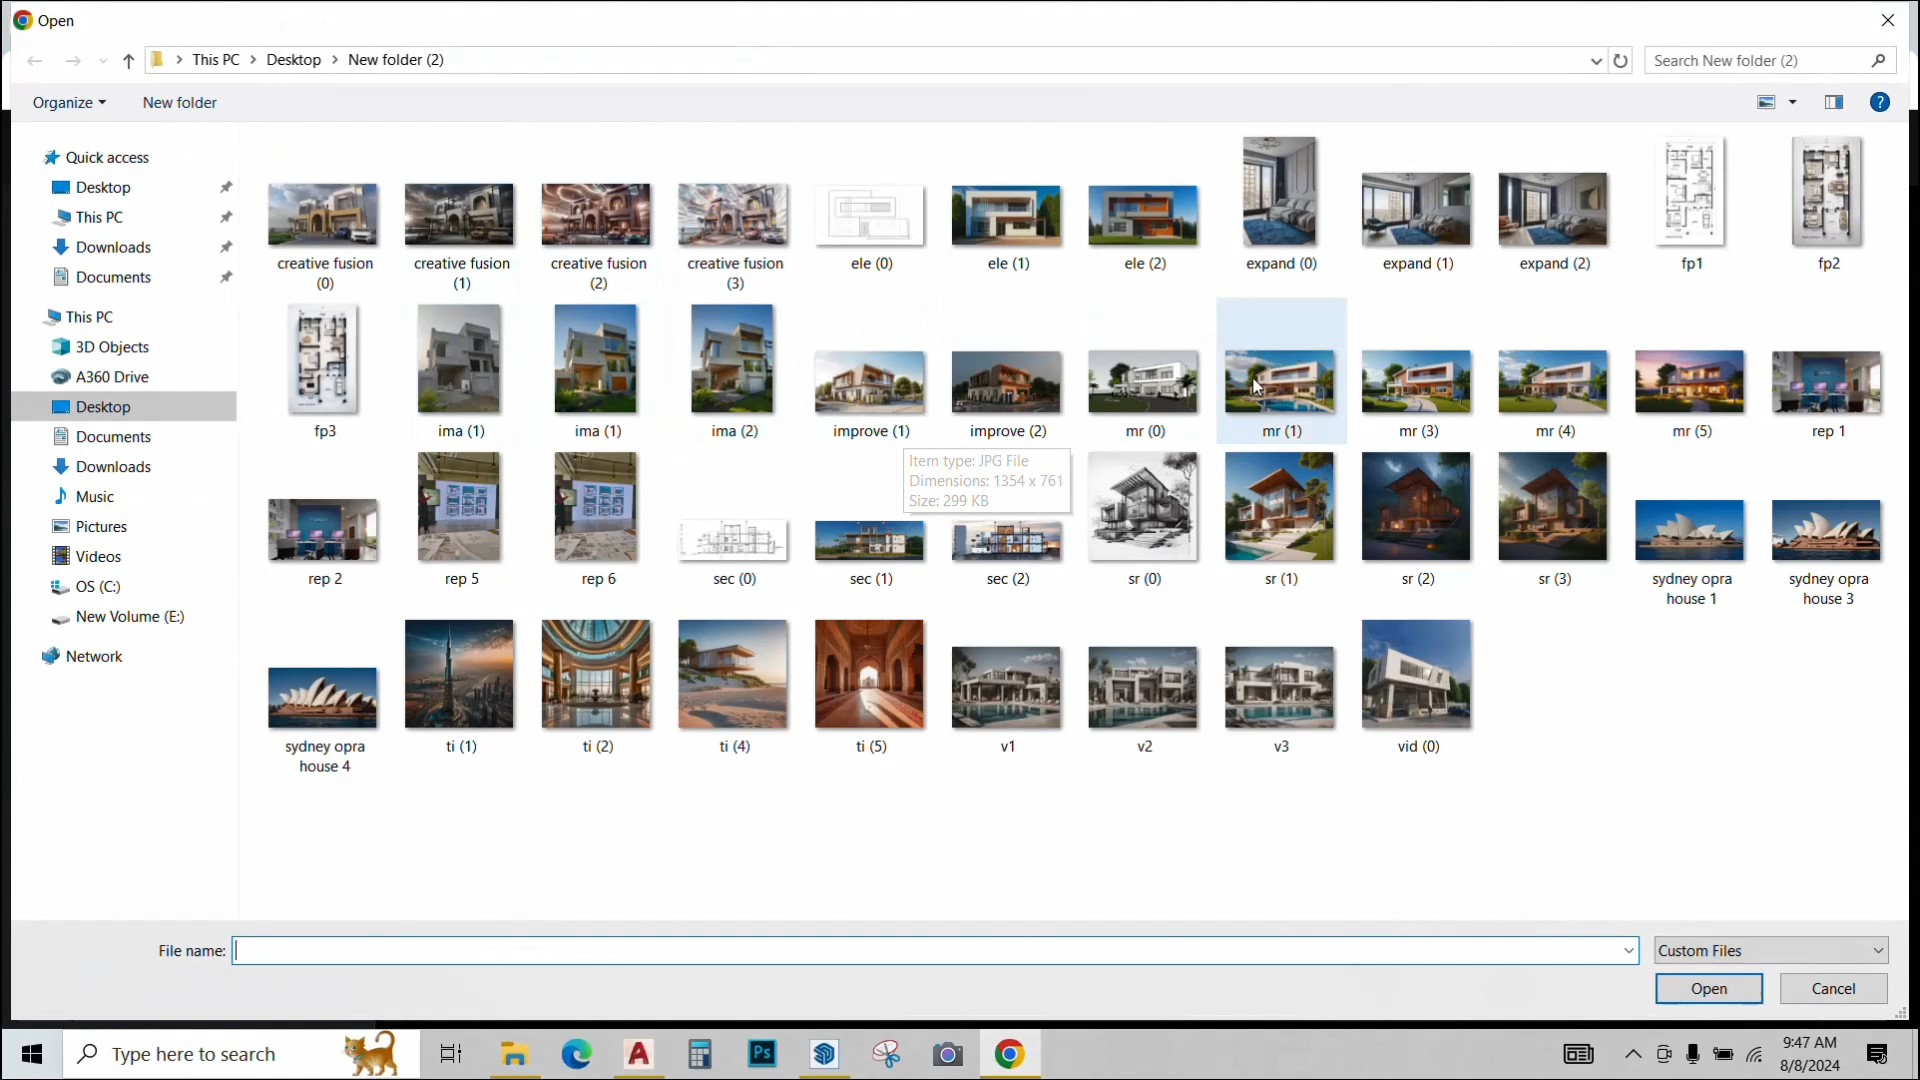 Open
This PC
Desktop
New folder (2)
Search New folder (2)
Organize
New folder
Quick access
Desktop
This PC
Downloads
Documents
This PC
3D Objects
A360 Drive
Desktop
Documents
Downloads
Music
Pictures
Videos
OS (C:)
New Volume (E:)
Network
creative fusion
(0)
creative fusion
(1)
creative fusion
(2)
creative fusion
(3)
ele (0)
ele (1)
ele (2)
expand (0)
expand (1)
expand (2)
fp1
fp2
fp3
ima (1)
ima (1)
ima (2)
improve (1)
improve (2)
mr (0)
mr (1)
mr (3)
mr (4)
mr (5)
rep 1
Item type: JPG File
Dimensions: 1354 x 761
Size: 299 KB
rep 2
rep 5
rep 6
sec (0)
sec (1)
sec (2)
sr (0)
sr (1)
sr (2)
sr (3)
sydney opra
house 1
sydney opra
house 3
sydney opra
house 4
ti (1)
ti (2)
ti (4)
ti (5)
v1
v2
v3
vid (0)
File name:
Custom Files
Open
Cancel
Type here to search
Ps
9:47 AM
8/8/2024